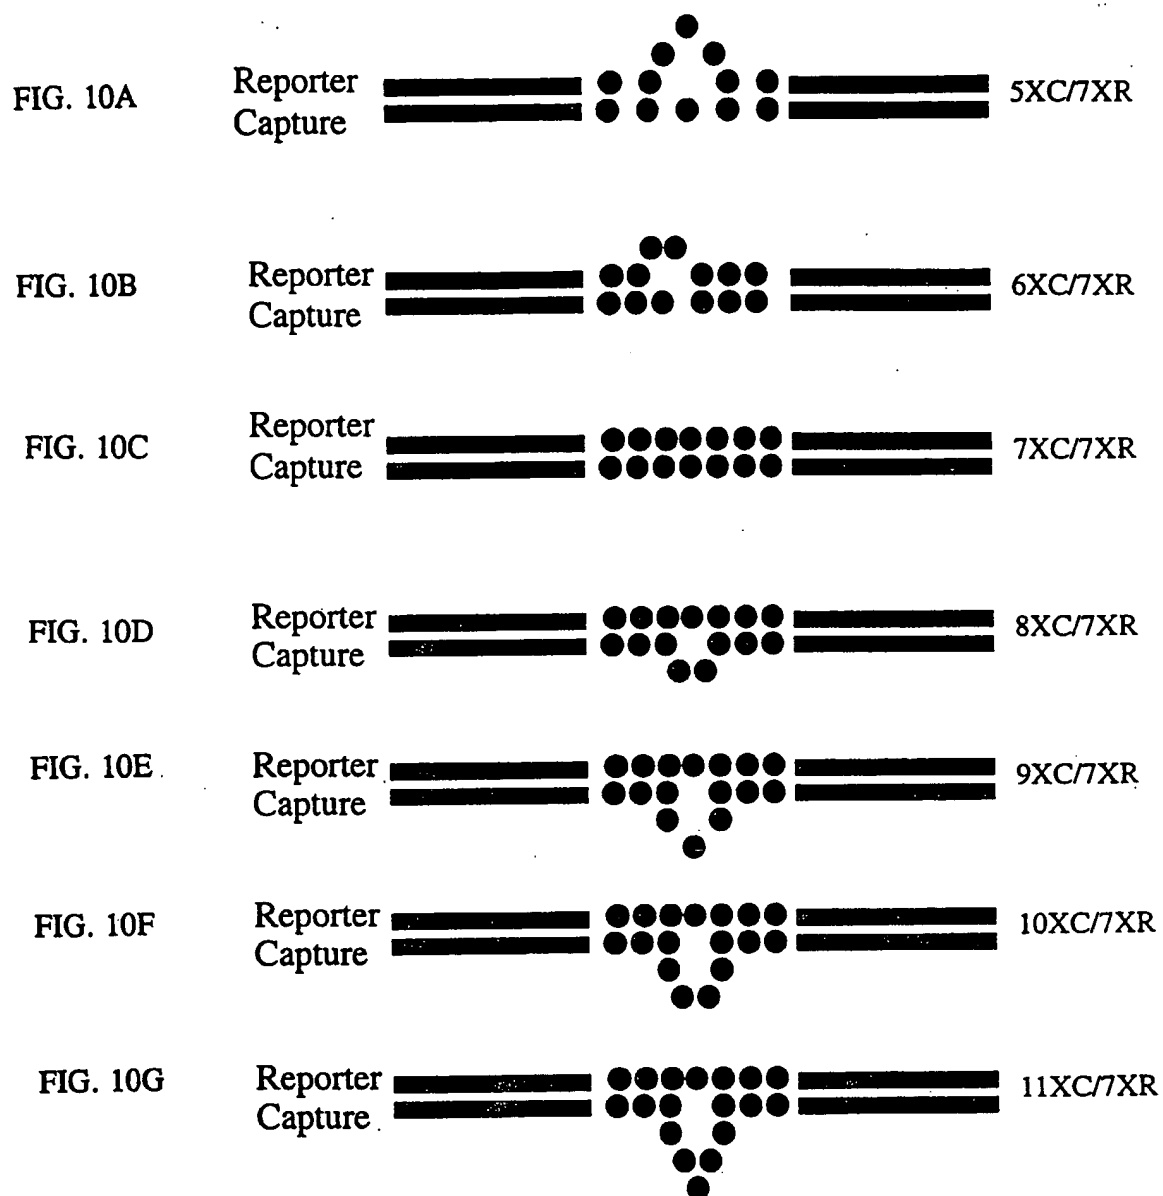 FIG. 10A
Reporter
Capture
5XC/7XR
FIG. 10B
Reporter
Capture
6XC/7XR
FIG. 10C
Reporter
Capture
7XC/7XR
FIG. 10D
Reporter
Capture
8XC/7XR
FIG. 10E
Reporter
Capture
9XC/7XR
FIG. 10F
Reporter
Capture
10XC/7XR
FIG. 10G
Reporter
Capture
11XC/7XR